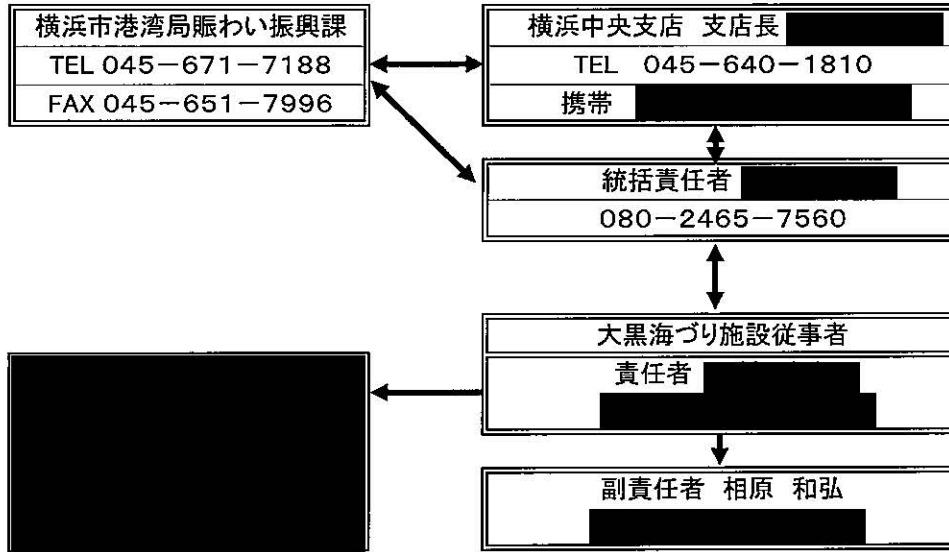 横浜市港湾局賑わい振興課
TEL 045－671－7188
FAX 045－651－7996
横浜中央支店 支店長
TEL 045－640－1810
携帯
統括責任者
080－2465－7560
大黒海づり施設従事者
責任者
副責任者 相原 和弘